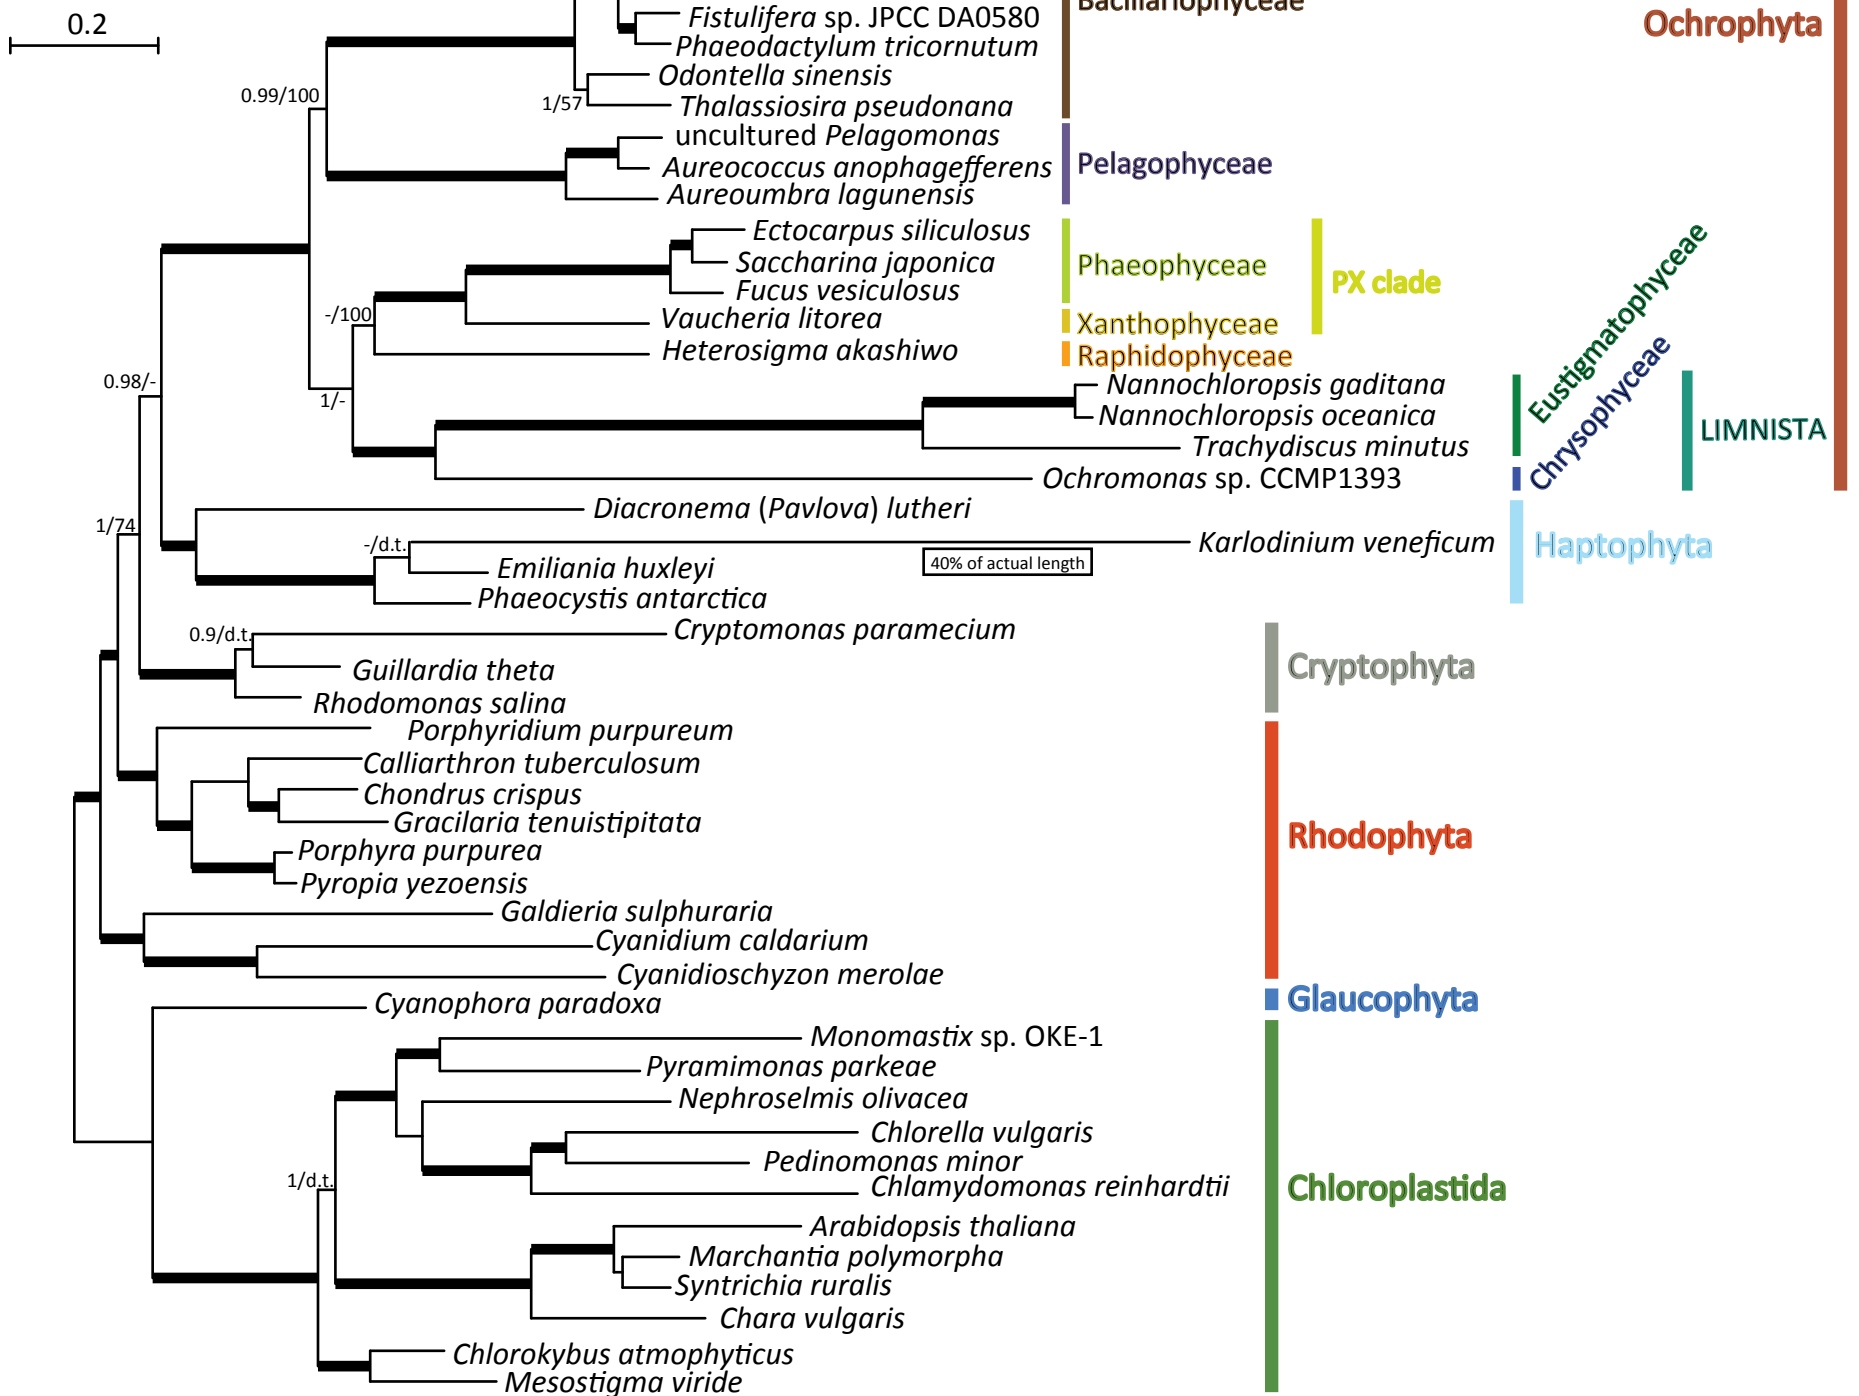 0.2
Bacillariophyceae
Ochrophyta
Fistulifera sp. JPCC DA0580
Phaeodactylum tricornutum
Odontella sinensis
0.99/100
1/57
Thalassiosira pseudonana
uncultured Pelagomonas
Aureococcus anophagefferens
Pelagophyceae
Aureoumbra lagunensis
Ectocarpus siliculosus
Saccharina japonica
Phaeophyceae
PX clade
Fucus vesiculosus
-/100
Vaucheria litorea
Xanthophyceae
Heterosigma akashiwo
Raphidophyceae
Eustigmatophyceae
Chrysophyceae
0.98/-
Nannochloropsis gaditana
1/-
Nannochloropsis oceanica
LIMNISTA
Trachydiscus minutus
Ochromonas sp. CCMP1393
Diacronema (Pavlova) lutheri
1/74
-/d.t.
Karlodinium veneficum
Haptophyta
40% of actual length
Emiliania huxleyi
Phaeocystis antarctica
0.9/d.t.
Cryptomonas paramecium
Guillardia theta
Cryptophyta
Rhodomonas salina
Porphyridium purpureum
Calliarthron tuberculosum
Chondrus crispus
Gracilaria tenuistipitata
Rhodophyta
Porphyra purpurea
Pyropia yezoensis
Galdieria sulphuraria
Cyanidium caldarium
Cyanidioschyzon merolae
Cyanophora paradoxa
Glaucophyta
Monomastix sp. OKE-1
Pyramimonas parkeae
Nephroselmis olivacea
Chlorella vulgaris
Pedinomonas minor
1/d.t.
Chlamydomonas reinhardtii
Chloroplastida
Arabidopsis thaliana
Marchantia polymorpha
Syntrichia ruralis
Chara vulgaris
Chlorokybus atmophyticus
Mesostigma viride